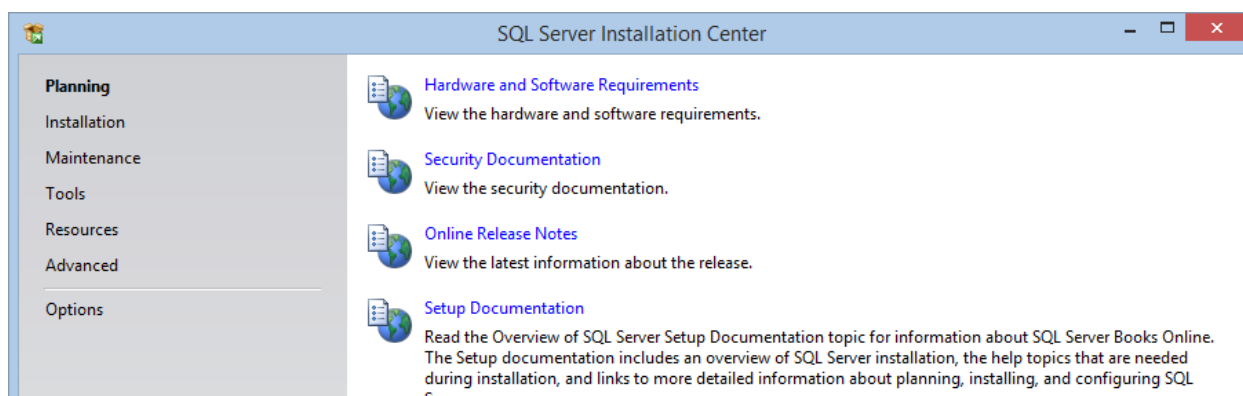 SQL Server Installation Center
Planning
Installation
Maintenance
Tools
Resources
Advanced
Options
Hardware and Software Requirements
View the hardware and software requirements.
Security Documentation
View the security documentation.
Online Release Notes
View the latest information about the release.
Setup Documentation
Read the Overview of SQL Server Setup Documentation topic for information about SQL Server Books Online.
The Setup documentation includes an overview of SQL Server installation, the help topics that are needed
during installation, and links to more detailed information about planning, installing, and configuring SQL